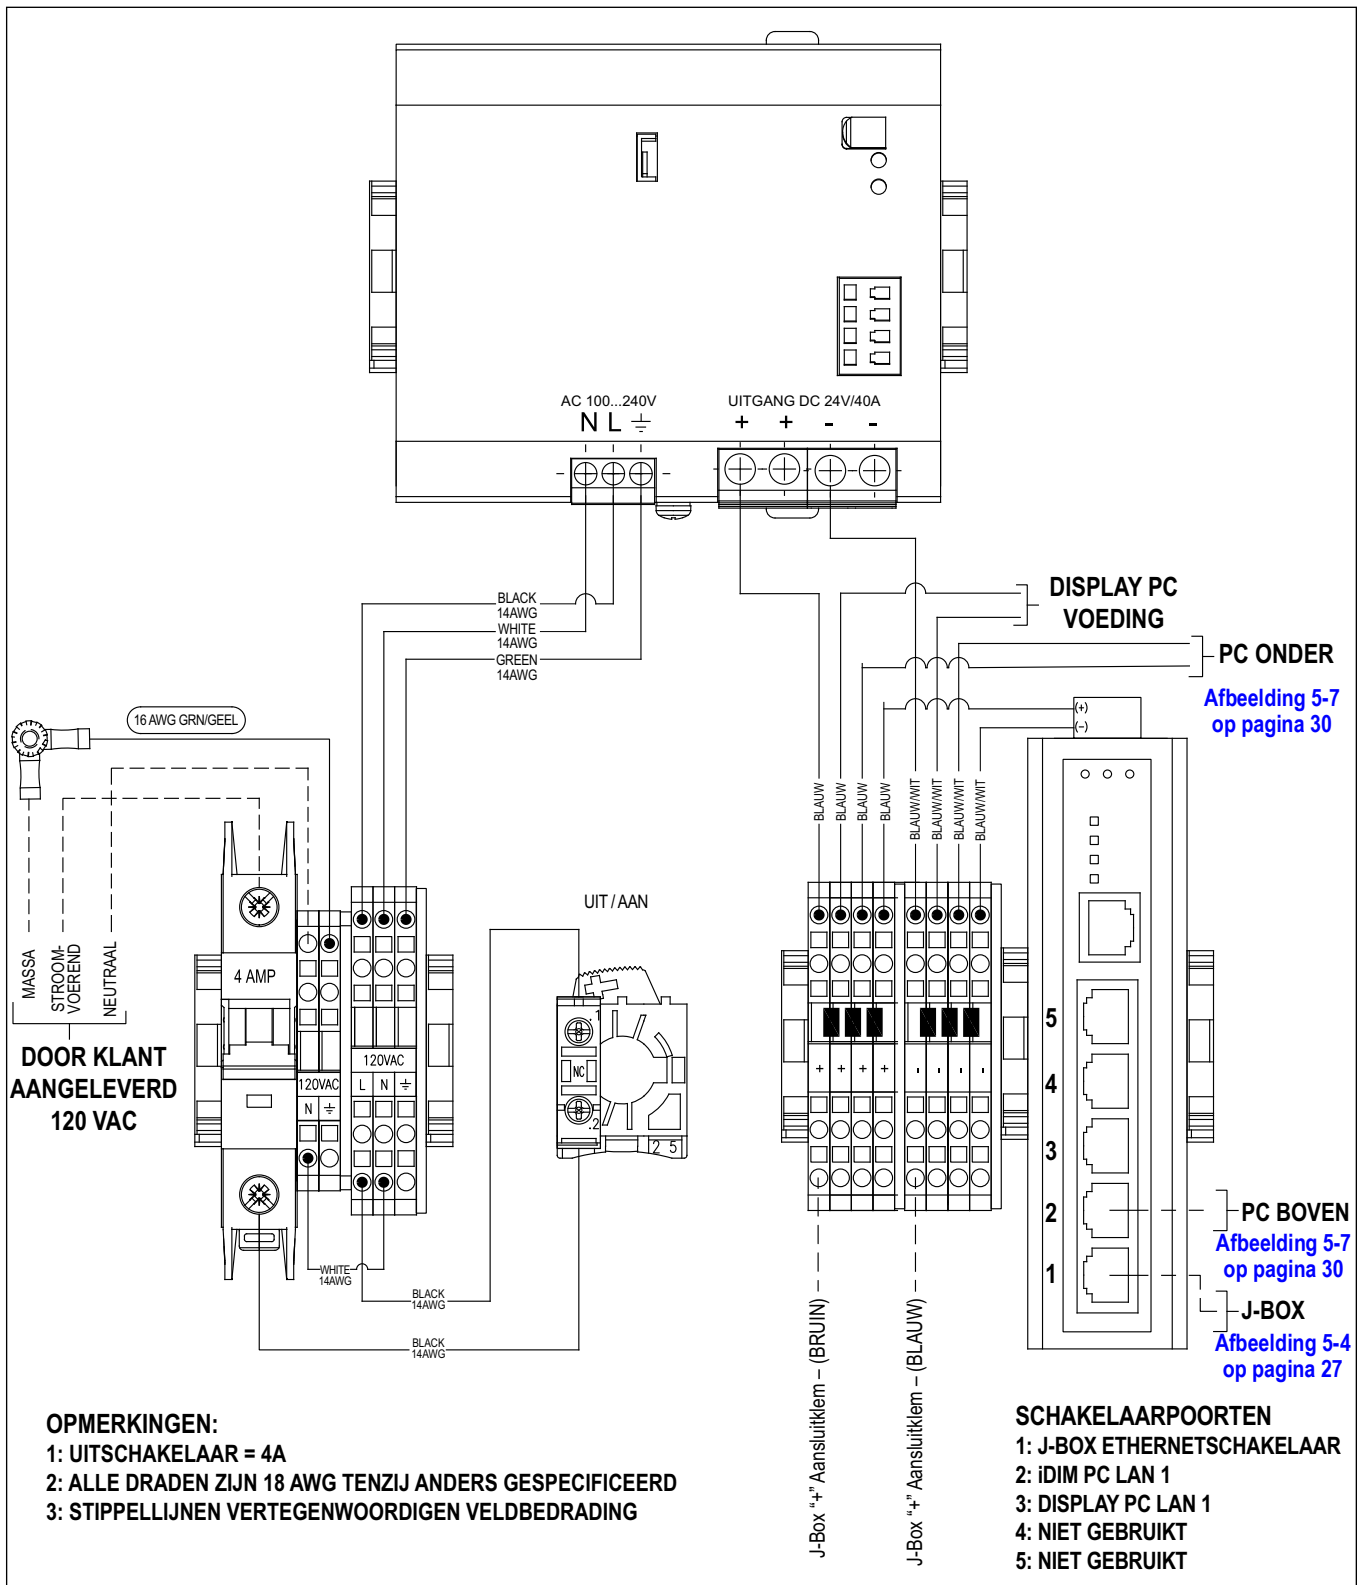 AC 100...240V
N L
UITGANG DC 24V/40A
+ + - -
BLACK
14AWG
WHITE
14AWG
GREEN
14AWG
DISPLAY PC
VOEDING
PC ONDER
Afbeelding 5-7
op pagina 30
16 AWG GRN/GEEL
(+)
(-)
BLAUW
BLAUW
BLAUW
BLAUW
BLAUW/WIT
BLAUW/WIT
BLAUW/WIT
BLAUW/WIT
MASSA
STROOM-
VOEREND
NEUTRAAL
DOOR KLANT
AANGELEVERD
120 VAC
4 AMP
120VAC
N
120VAC
L N
UIT / AAN
.1
NC
.2
2 5
+ + + +
- - - -
5
4
3
2
1
PC BOVEN
Afbeelding 5-7
op pagina 30
J-BOX
Afbeelding 5-4
op pagina 27
WHITE
14AWG
BLACK
14AWG
BLACK
14AWG
J-Box “+” Aansluitklem – (BRUIN)
J-Box “+” Aansluitklem – (BLAUW)
OPMERKINGEN:
1: UITSCHAKELAAR = 4A
2: ALLE DRADEN ZIJN 18 AWG TENZIJ ANDERS GESPECIFICEERD
3: STIPPELLIJNEN VERTEGENWOORDIGEN VELDBEDRADING
SCHAKELAARPOORTEN
1: J-BOX ETHERNETSCHAKELAAR
2: iDIM PC LAN 1
3: DISPLAY PC LAN 1
4: NIET GEBRUIKT
5: NIET GEBRUIKT